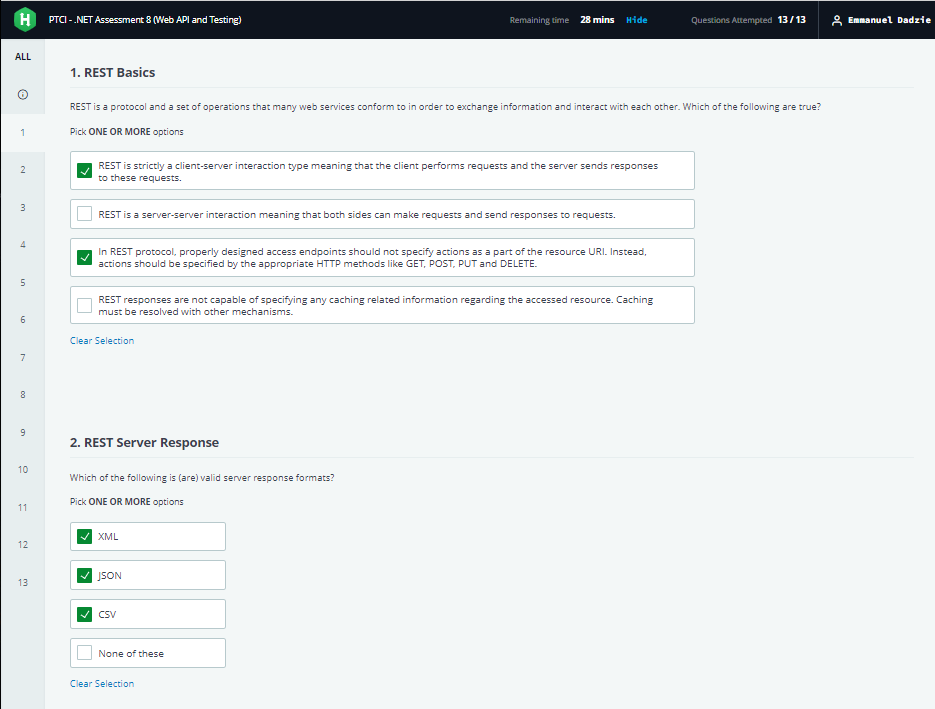 H PTCI - .NET Assessment 8 (Web API and Testing) Remaining time 28 mins Hide Questions Attempted 13 / 13 Emmanuel Dadzie
ALL
1
2
3
4
5
6
7
8
9
10
11
12
13
1. REST Basics
REST is a protocol and a set of operations that many web services conform to in order to exchange information and interact with each other. Which of the following are true?
Pick ONE OR MORE options
REST is strictly a client-server interaction type meaning that the client performs requests and the server sends responses
to these requests.
REST is a server-server interaction meaning that both sides can make requests and send responses to requests.
In REST protocol, properly designed access endpoints should not specify actions as a part of the resource URI. Instead,
actions should be specified by the appropriate HTTP methods like GET, POST, PUT and DELETE.
REST responses are not capable of specifying any caching related information regarding the accessed resource. Caching
must be resolved with other mechanisms.
Clear Selection
2. REST Server Response
Which of the following is (are) valid server response formats?
Pick ONE OR MORE options
XML
JSON
CSV
None of these
Clear Selection